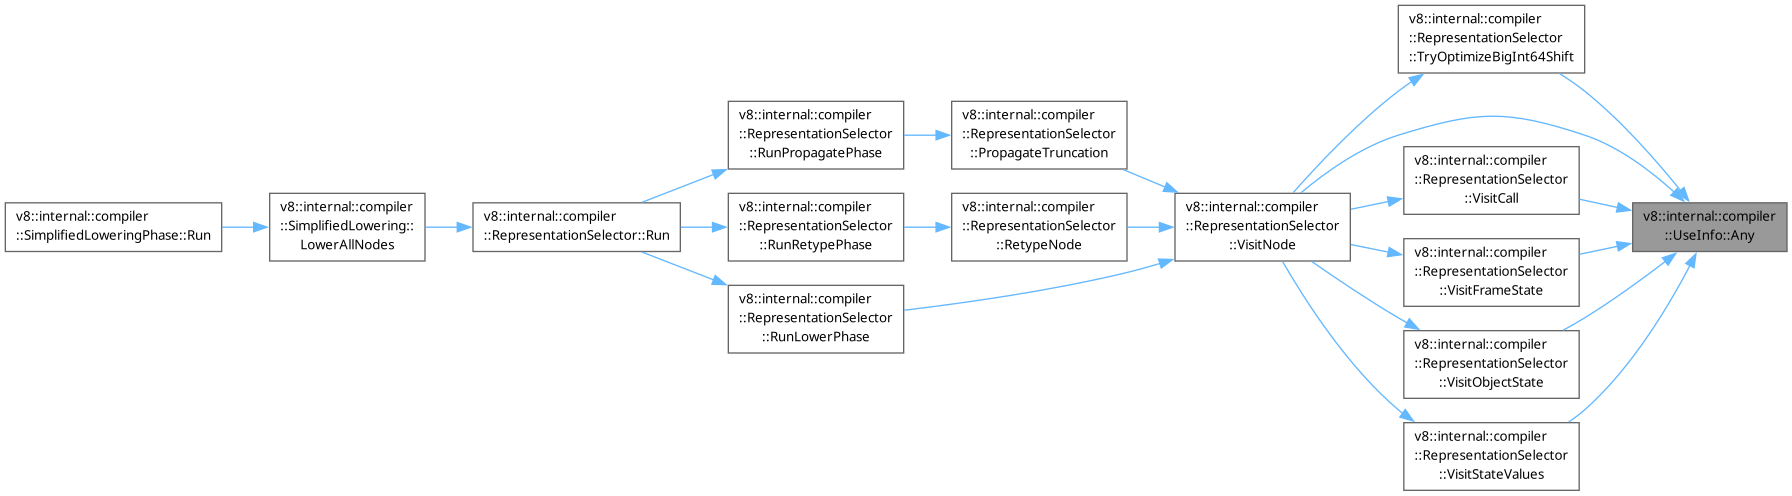 v8::internal::compiler
::SimplifiedLoweringPhase::Run
v8::internal::compiler
::SimplifiedLowering::
LowerAllNodes
v8::internal::compiler
::RepresentationSelector::Run
v8::internal::compiler
::RepresentationSelector
::RunPropagatePhase
v8::internal::compiler
::RepresentationSelector
::RunRetypePhase
v8::internal::compiler
::RepresentationSelector
::RunLowerPhase
v8::internal::compiler
::RepresentationSelector
::PropagateTruncation
v8::internal::compiler
::RepresentationSelector
::RetypeNode
v8::internal::compiler
::RepresentationSelector
::VisitNode
v8::internal::compiler
::RepresentationSelector
::TryOptimizeBigInt64Shift
v8::internal::compiler
::RepresentationSelector
::VisitCall
v8::internal::compiler
::RepresentationSelector
::VisitFrameState
v8::internal::compiler
::RepresentationSelector
::VisitObjectState
v8::internal::compiler
::RepresentationSelector
::VisitStateValues
v8::internal::compiler
::UseInfo::Any